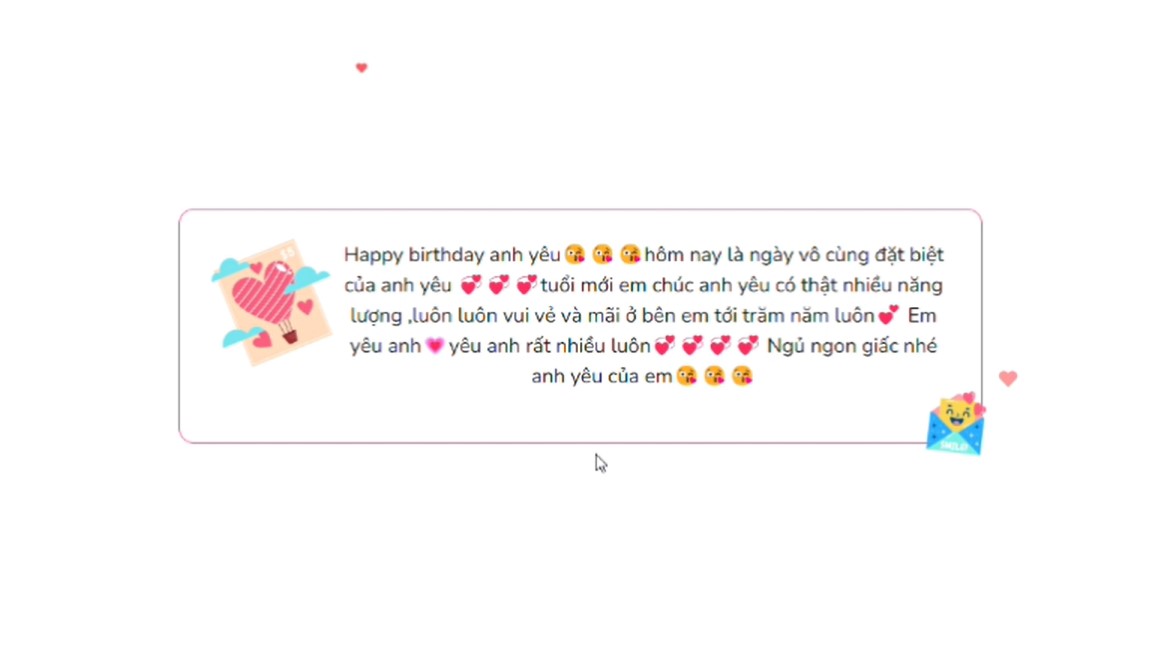 Happy birthday anh yêu😘 😘 😘hôm nay là ngày vô cùng đặt biệt
của anh yêu 💞 💞 💞tuổi mới em chúc anh yêu có thật nhiều năng
lượng ,luôn luôn vui vẻ và mãi ở bên em tới trăm năm luôn💕 Em
yêu anh💗yêu anh rất nhiều luôn💞 💞 💞 💞 Ngủ ngon giấc nhé
anh yêu của em😘 😘 😘